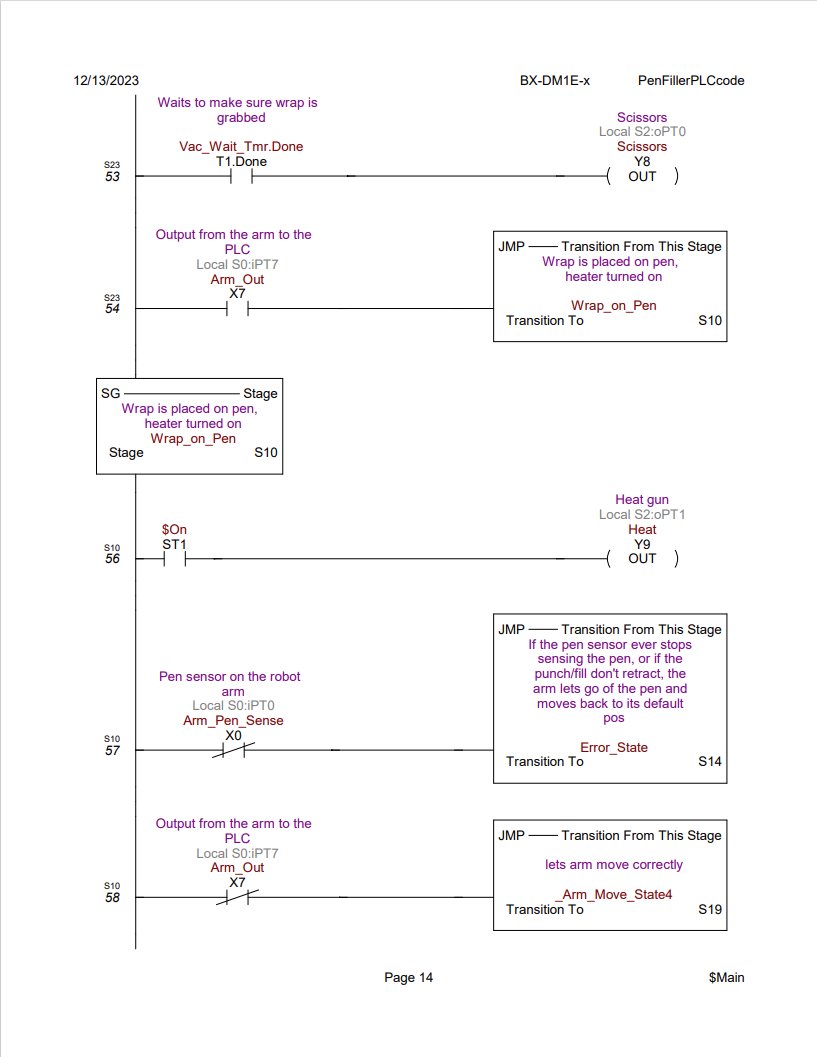 12/13/2023 BX-DM1E-x PenFillerPLCcode
Waits to make sure wrap is
grabbed
Vac_Wait_Tmr.Done
T1.Done
Scissors
Local S2:oPT0
Scissors
Y8
OUT
S23
53
Output from the arm to the
PLC
Local S0:iPT7
Arm_Out
X7
S23
54
JMP Transition From This Stage
Wrap is placed on pen,
heater turned on
Wrap_on_Pen
Transition To S10
SG Stage
Wrap is placed on pen,
heater turned on
Wrap_on_Pen
Stage S10
$On
ST1
S10
56
Heat gun
Local S2:oPT1
Heat
Y9
OUT
Pen sensor on the robot
arm
Local S0:iPT0
Arm_Pen_Sense
X0
S10
57
JMP Transition From This Stage
If the pen sensor ever stops
sensing the pen, or if the
punch/fill don't retract, the
arm lets go of the pen and
moves back to its default
pos
Error_State
Transition To S14
Output from the arm to the
PLC
Local S0:iPT7
Arm_Out
X7
S10
58
JMP Transition From This Stage
lets arm move correctly
_Arm_Move_State4
Transition To S19
Page 14 $Main